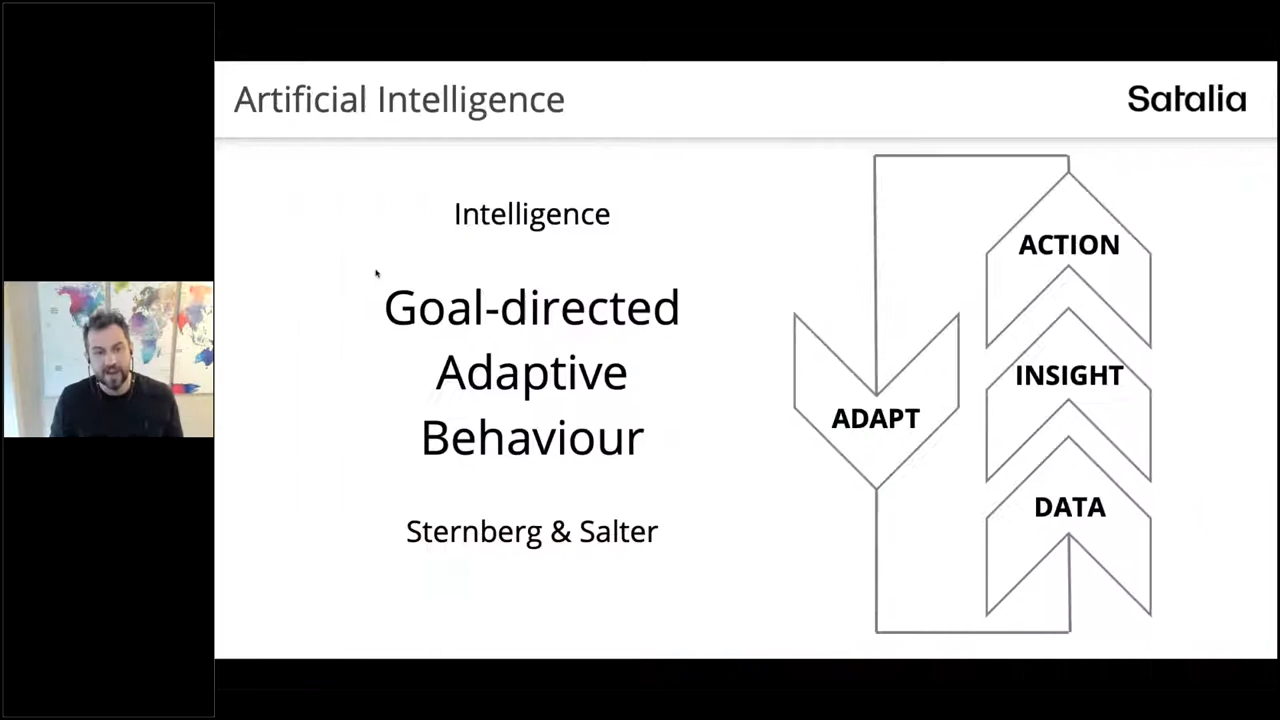 Artificial Intelligence
Satalia
Intelligence
Goal-directed
Adaptive
Behaviour
Sternberg & Salter
ACTION
INSIGHT
DATA
ADAPT